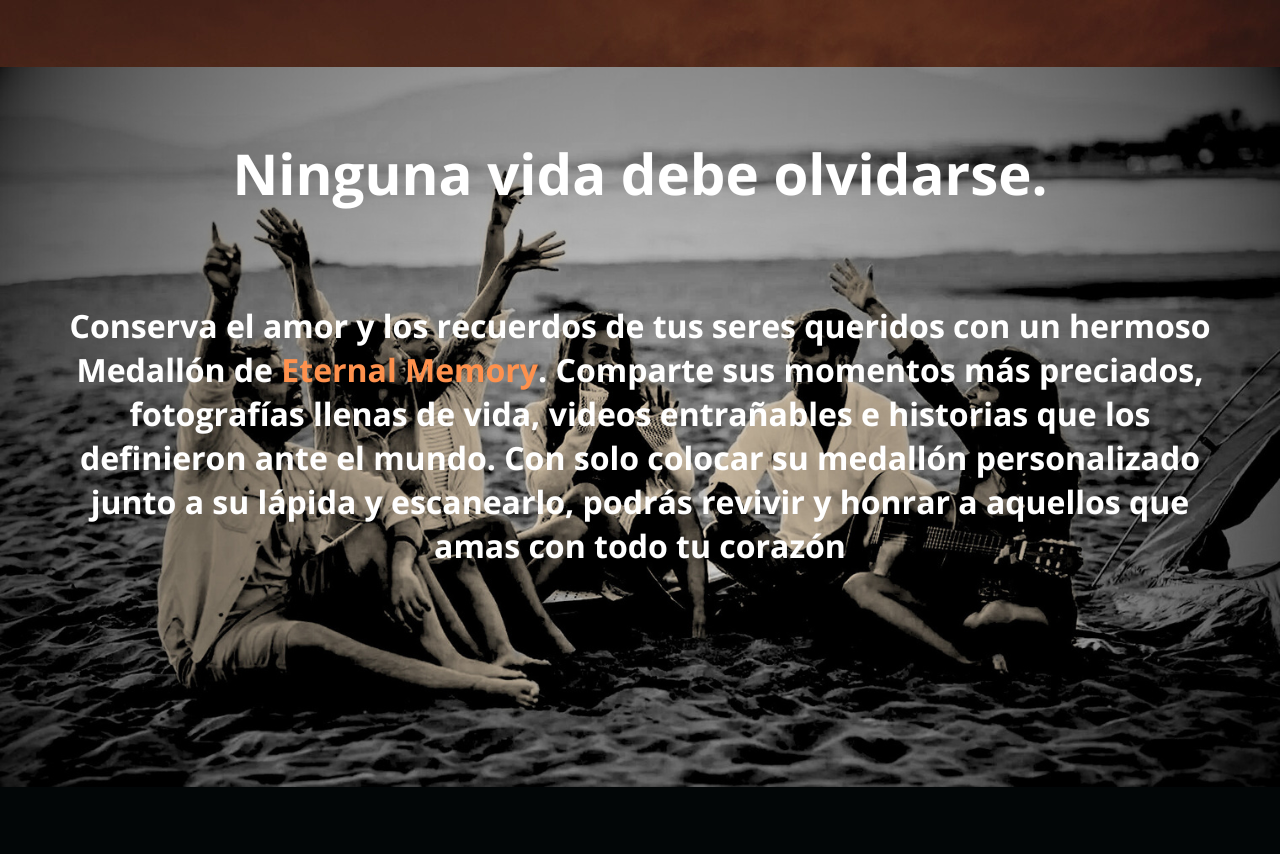 Ninguna vida debe olvidarse.
Conserva el amor y los recuerdos de tus seres queridos con un hermoso
Medallón de Eternal Memory. Comparte sus momentos más preciados,
fotografías llenas de vida, videos entrañables e historias que los
definieron ante el mundo. Con solo colocar su medallón personalizado
junto a su lápida y escanearlo, podrás revivir y honrar a aquellos que
amas con todo tu corazón